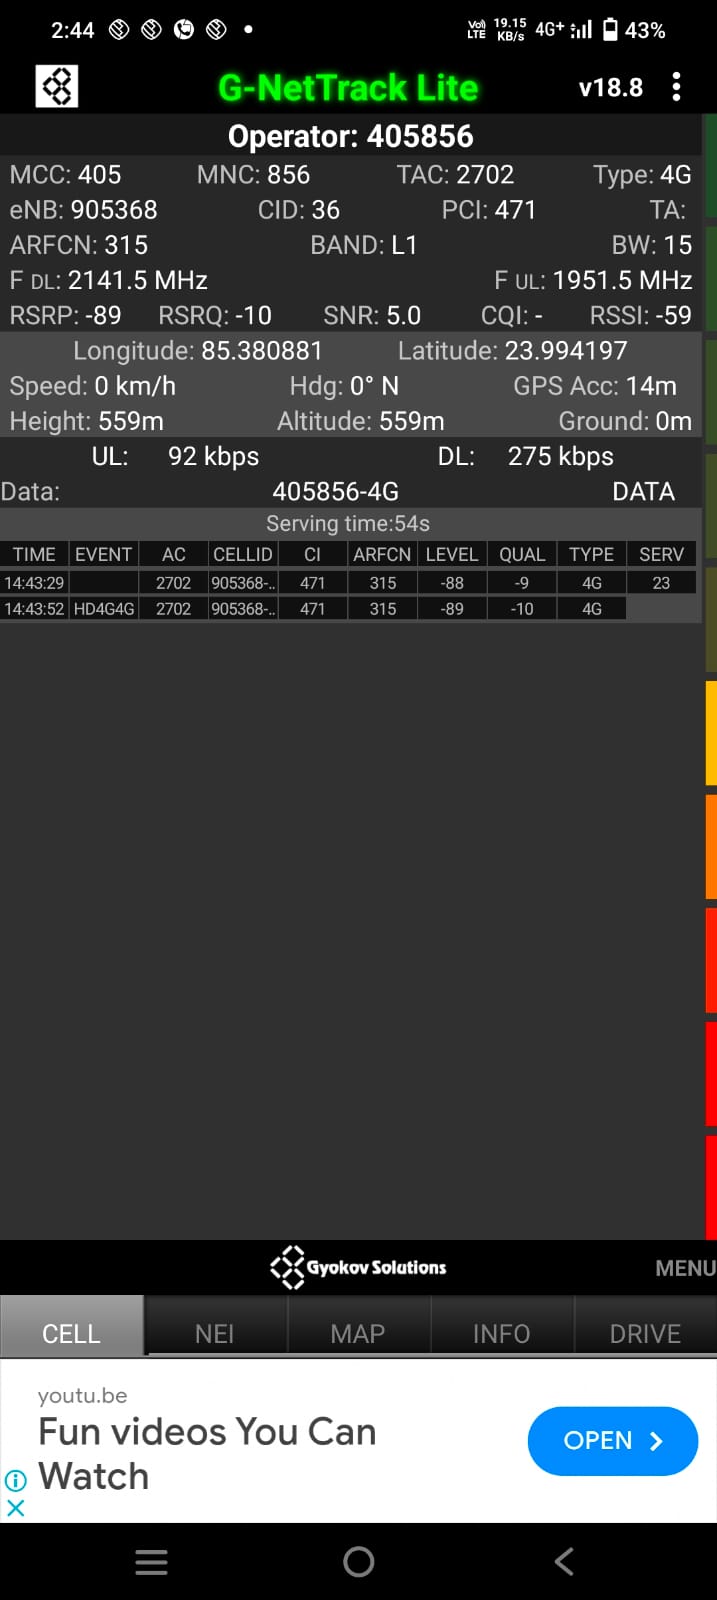 2:44 Vo) LTE 19.15 KB/s 4G+ 43%
G-NetTrack Lite v18.8
Operator: 405856
MCC: 405 MNC: 856 TAC: 2702 Type: 4G
eNB: 905368 CID: 36 PCI: 471 TA:
ARFCN: 315 BAND: L1 BW: 15
F DL: 2141.5 MHz F UL: 1951.5 MHz
RSRP: -89 RSRQ: -10 SNR: 5.0 CQI: - RSSI: -59
Longitude: 85.380881 Latitude: 23.994197
Speed: 0 km/h Hdg: 0° N GPS Acc: 14m
Height: 559m Altitude: 559m Ground: 0m
UL: 92 kbps DL: 275 kbps
Data: 405856-4G DATA
Serving time:54s
TIME EVENT AC CELLID CI ARFCN LEVEL QUAL TYPE SERV
14:43:29 2702 905368-.. 471 315 -88 -9 4G 23
14:43:52 HD4G4G 2702 905368-.. 471 315 -89 -10 4G
Gyokov Solutions MENU
CELL NEI MAP INFO DRIVE
youtu.be
Fun videos You Can
Watch
OPEN